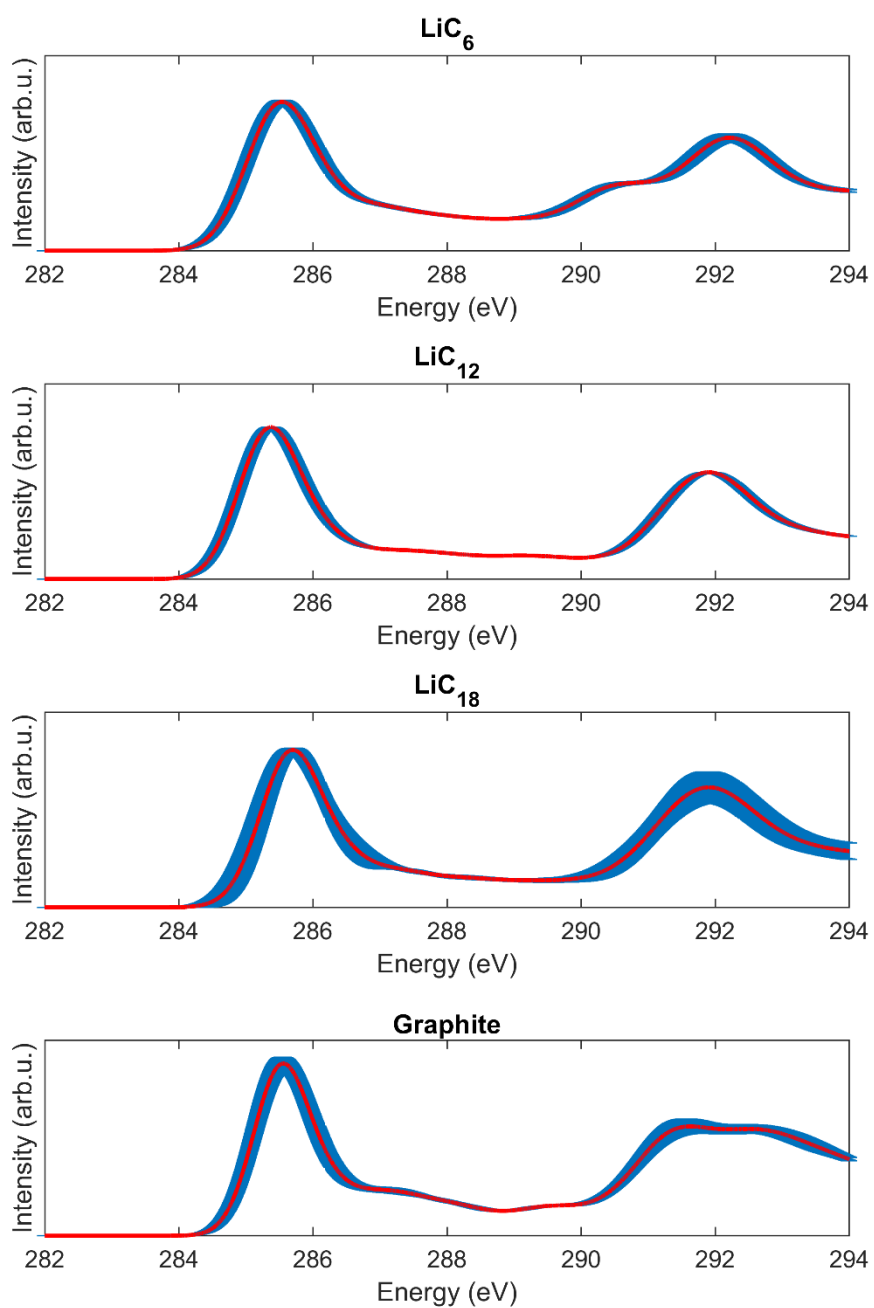 LiC6
Intensity (arb.u.)
282 284 286 288 290 292 294
Energy (eV)
LiC12
Intensity (arb.u.)
282 284 286 288 290 292 294
Energy (eV)
LiC18
Intensity (arb.u.)
282 284 286 288 290 292 294
Energy (eV)
Graphite
Intensity (arb.u.)
282 284 286 288 290 292 294
Energy (eV)